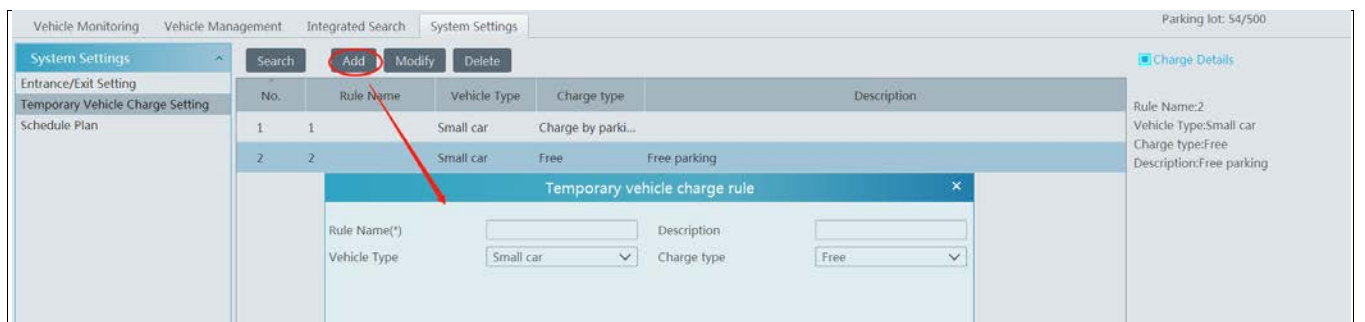 Vehicle Monitoring Vehicle Management Integrated Search System Settings Parking lot: 54/500
System Settings
Entrance/Exit Setting
Temporary Vehicle Charge Setting
Schedule Plan
Search Add Modify Delete
No. Rule Name Vehicle Type Charge type Description
1 1 Small car Charge by parki...
2 2 Small car Free Free parking
Temporary vehicle charge rule ×
Rule Name(*) Description
Vehicle Type Small car Charge type Free
Charge Details
Rule Name:2
Vehicle Type:Small car
Charge type:Free
Description:Free parking